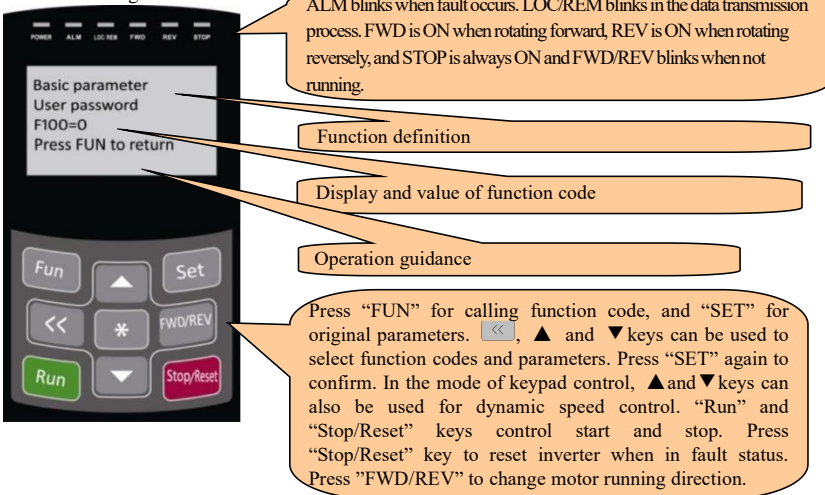 ALM blinks when fault occurs. LOC/REM blinks in the data transmission
process. FWD is ON when rotating forward, REV is ON when rotating
reversely, and STOP is always ON and FWD/REV blinks when not
running.
POWER ALM LOC/REM FWD REV STOP
Basic parameter
User password
F100=0
Press FUN to return
Function definition
Display and value of function code
Operation guidance
Fun
Set
<<
*
FWD/REV
Run
Stop/Reset
Press “FUN” for calling function code, and “SET” for
original parameters. <<, ▲ and ▼keys can be used to
select function codes and parameters. Press “SET” again to
confirm. In the mode of keypad control, ▲and▼keys can
also be used for dynamic speed control. “Run” and
“Stop/Reset” keys control start and stop. Press
“Stop/Reset” key to reset inverter when in fault status.
Press ”FWD/REV” to change motor running direction.